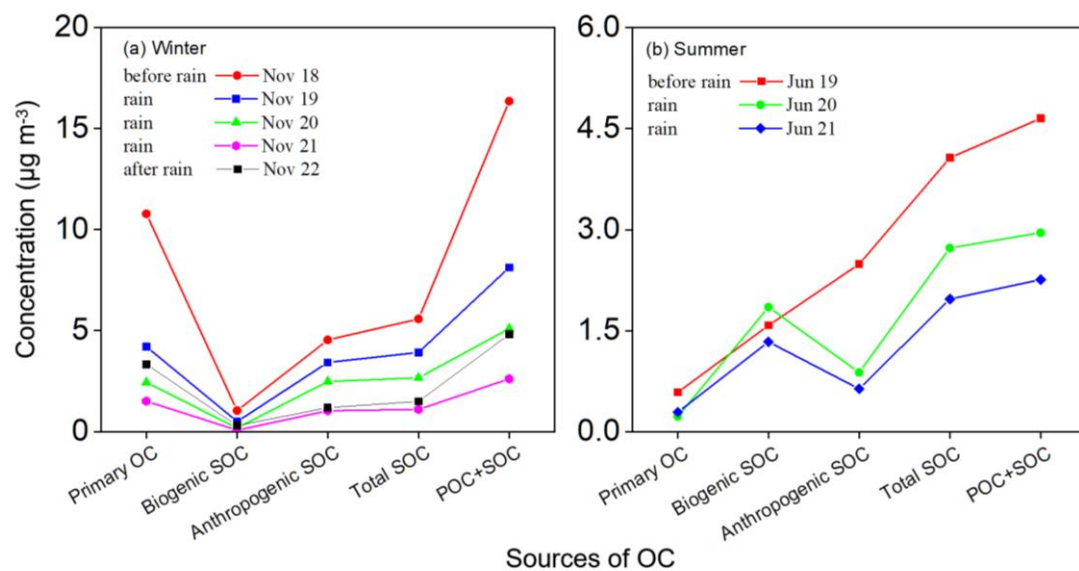 Concentration (µg m-3)
20
15
10
5
0
(a) Winter
before rain Nov 18
rain Nov 19
rain Nov 20
rain Nov 21
after rain Nov 22
Primary OC
Biogenic SOC
Anthropogenic SOC
Total SOC
POC+SOC
6.0
4.5
3.0
1.5
0.0
(b) Summer
before rain Jun 19
rain Jun 20
rain Jun 21
Primary OC
Biogenic SOC
Anthropogenic SOC
Total SOC
POC+SOC
Sources of OC